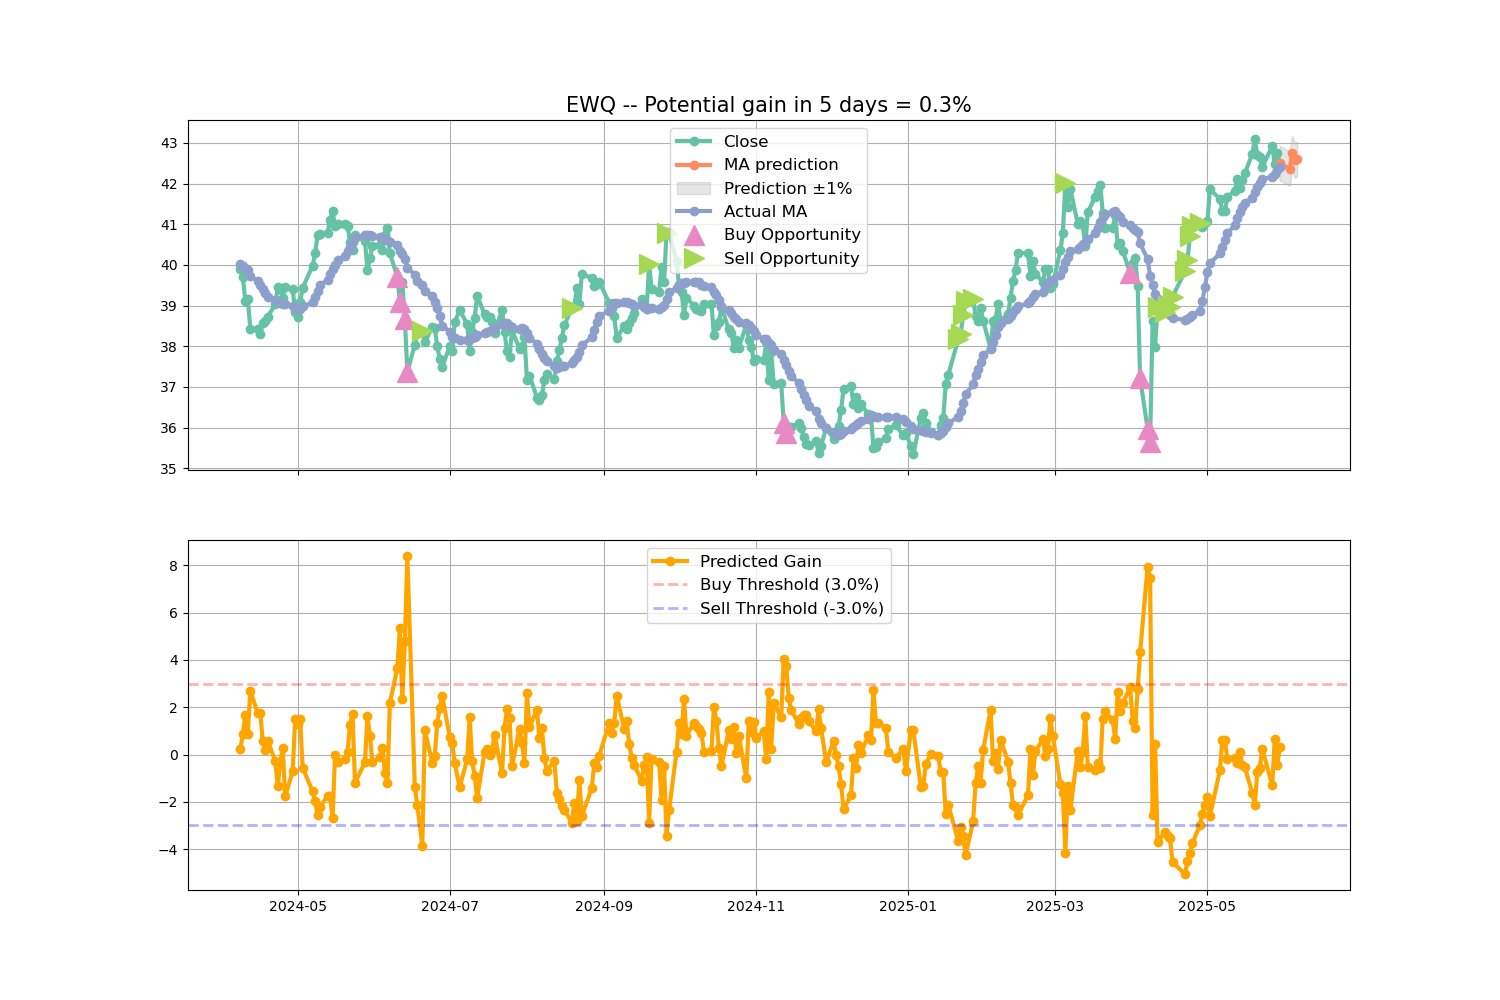 EWQ -- Potential gain in 5 days = 0.3%
43
42
41
40
39
38
37
36
35
Close
MA prediction
Prediction ±1%
Actual MA
Buy Opportunity
Sell Opportunity
8
6
4
2
0
−2
−4
Predicted Gain
Buy Threshold (3.0%)
Sell Threshold (-3.0%)
2024-05
2024-07
2024-09
2024-11
2025-01
2025-03
2025-05